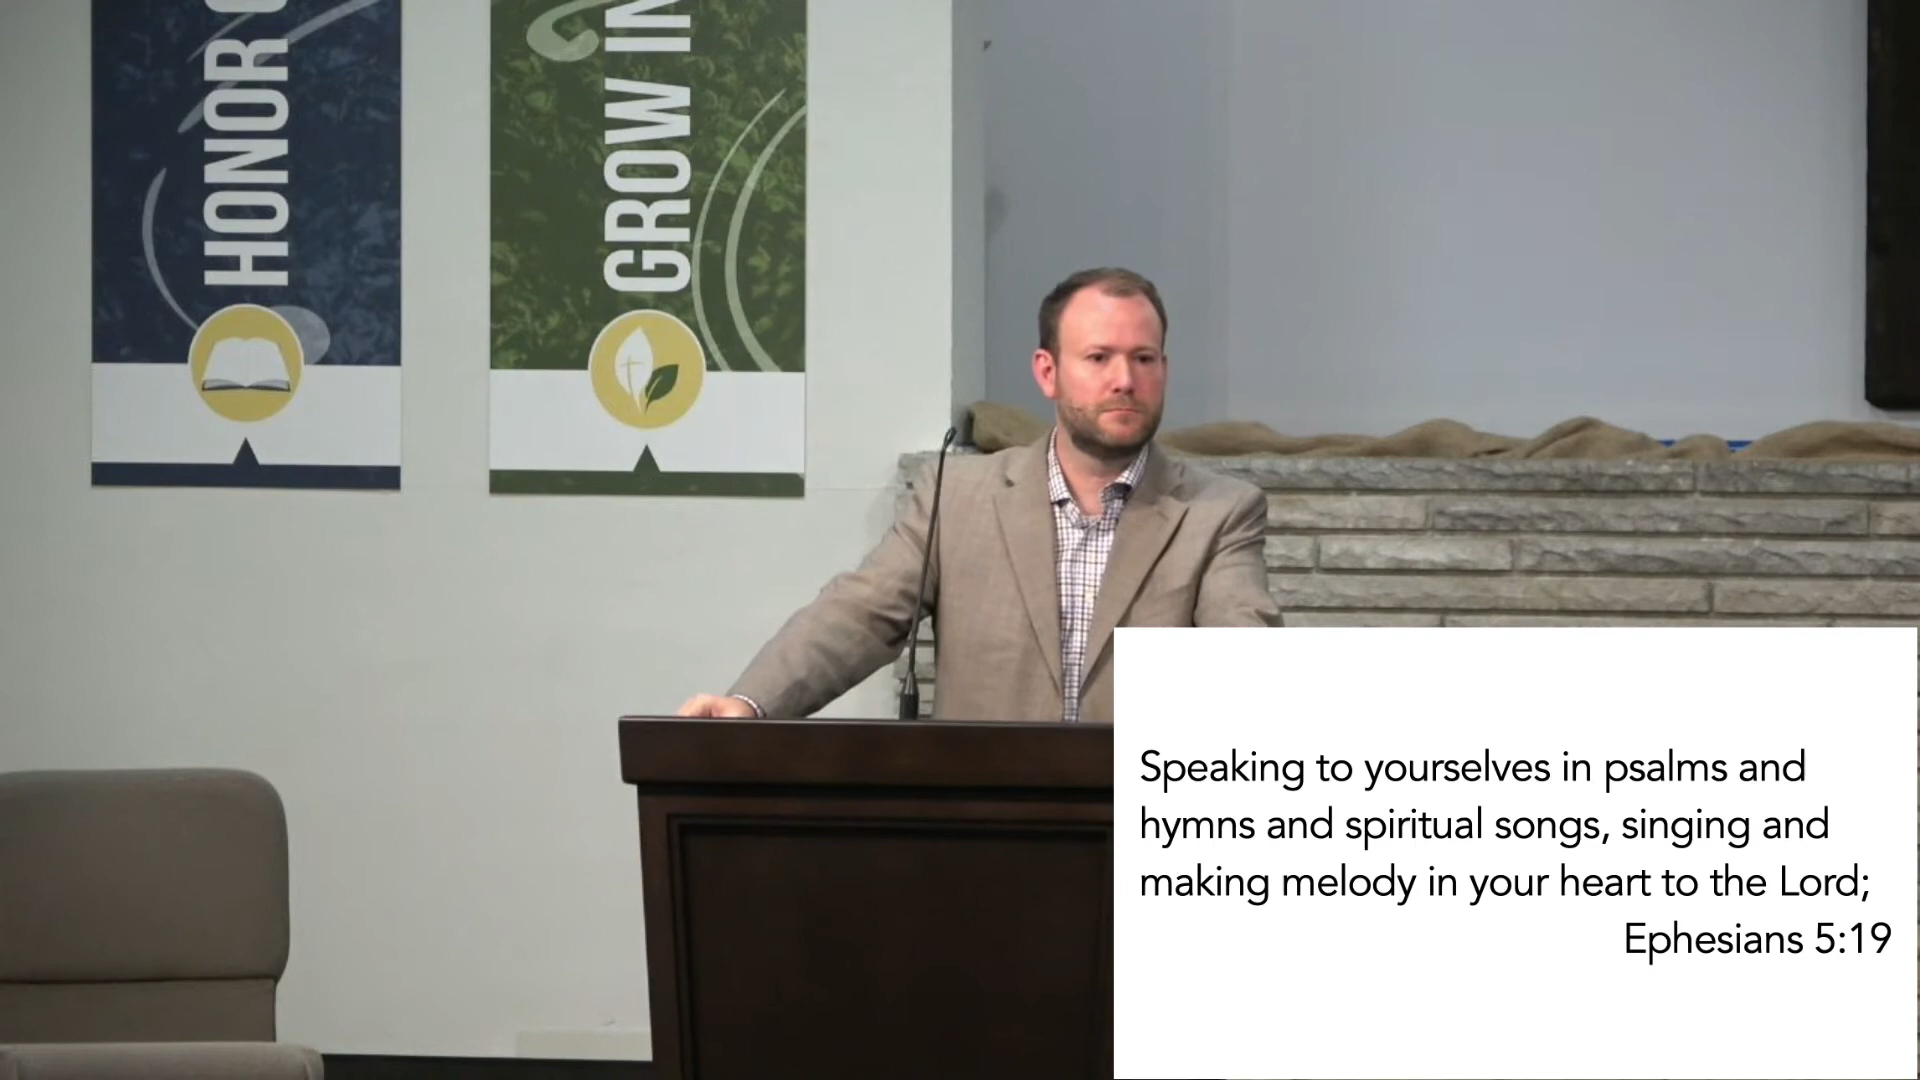 HONOR
GROW IN
Speaking to yourselves in psalms and
hymns and spiritual songs, singing and
making melody in your heart to the Lord;
Ephesians 5:19